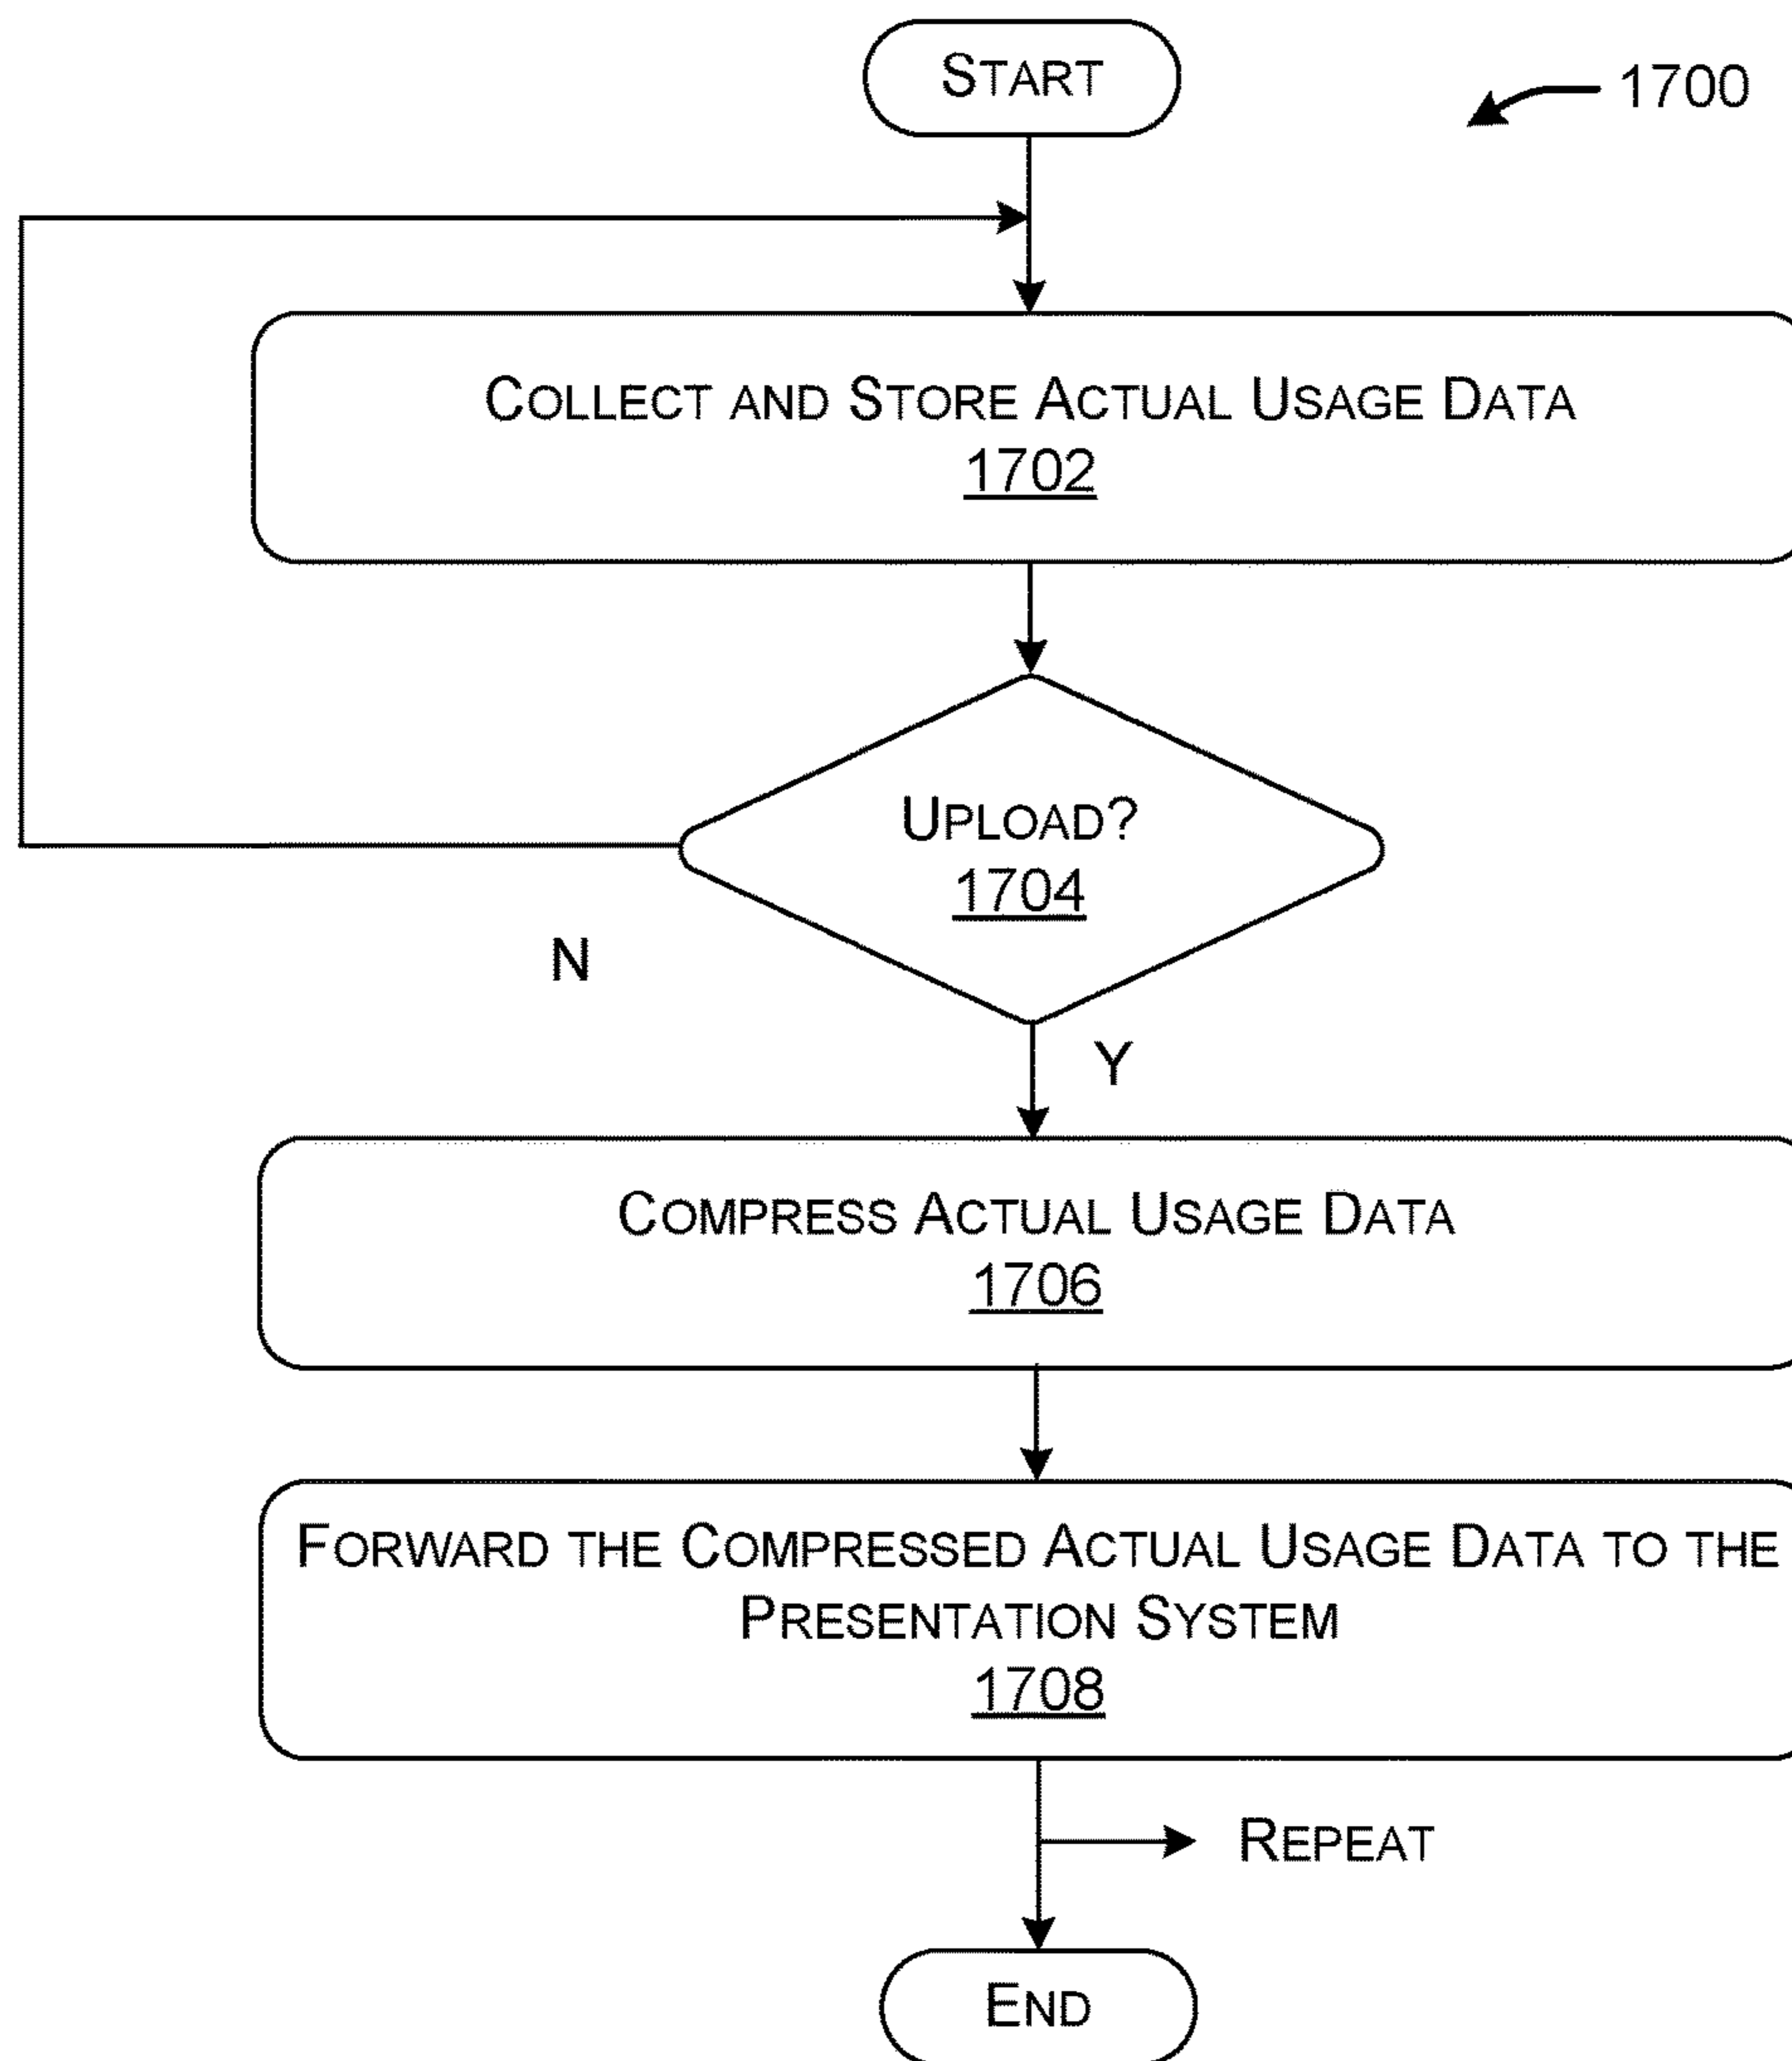 START
1700
COLLECT AND STORE ACTUAL USAGE DATA
1702
UPLOAD?
1704
N
Y
COMPRESS ACTUAL USAGE DATA
1706
FORWARD THE COMPRESSED ACTUAL USAGE DATA TO THE
PRESENTATION SYSTEM
1708
REPEAT
END